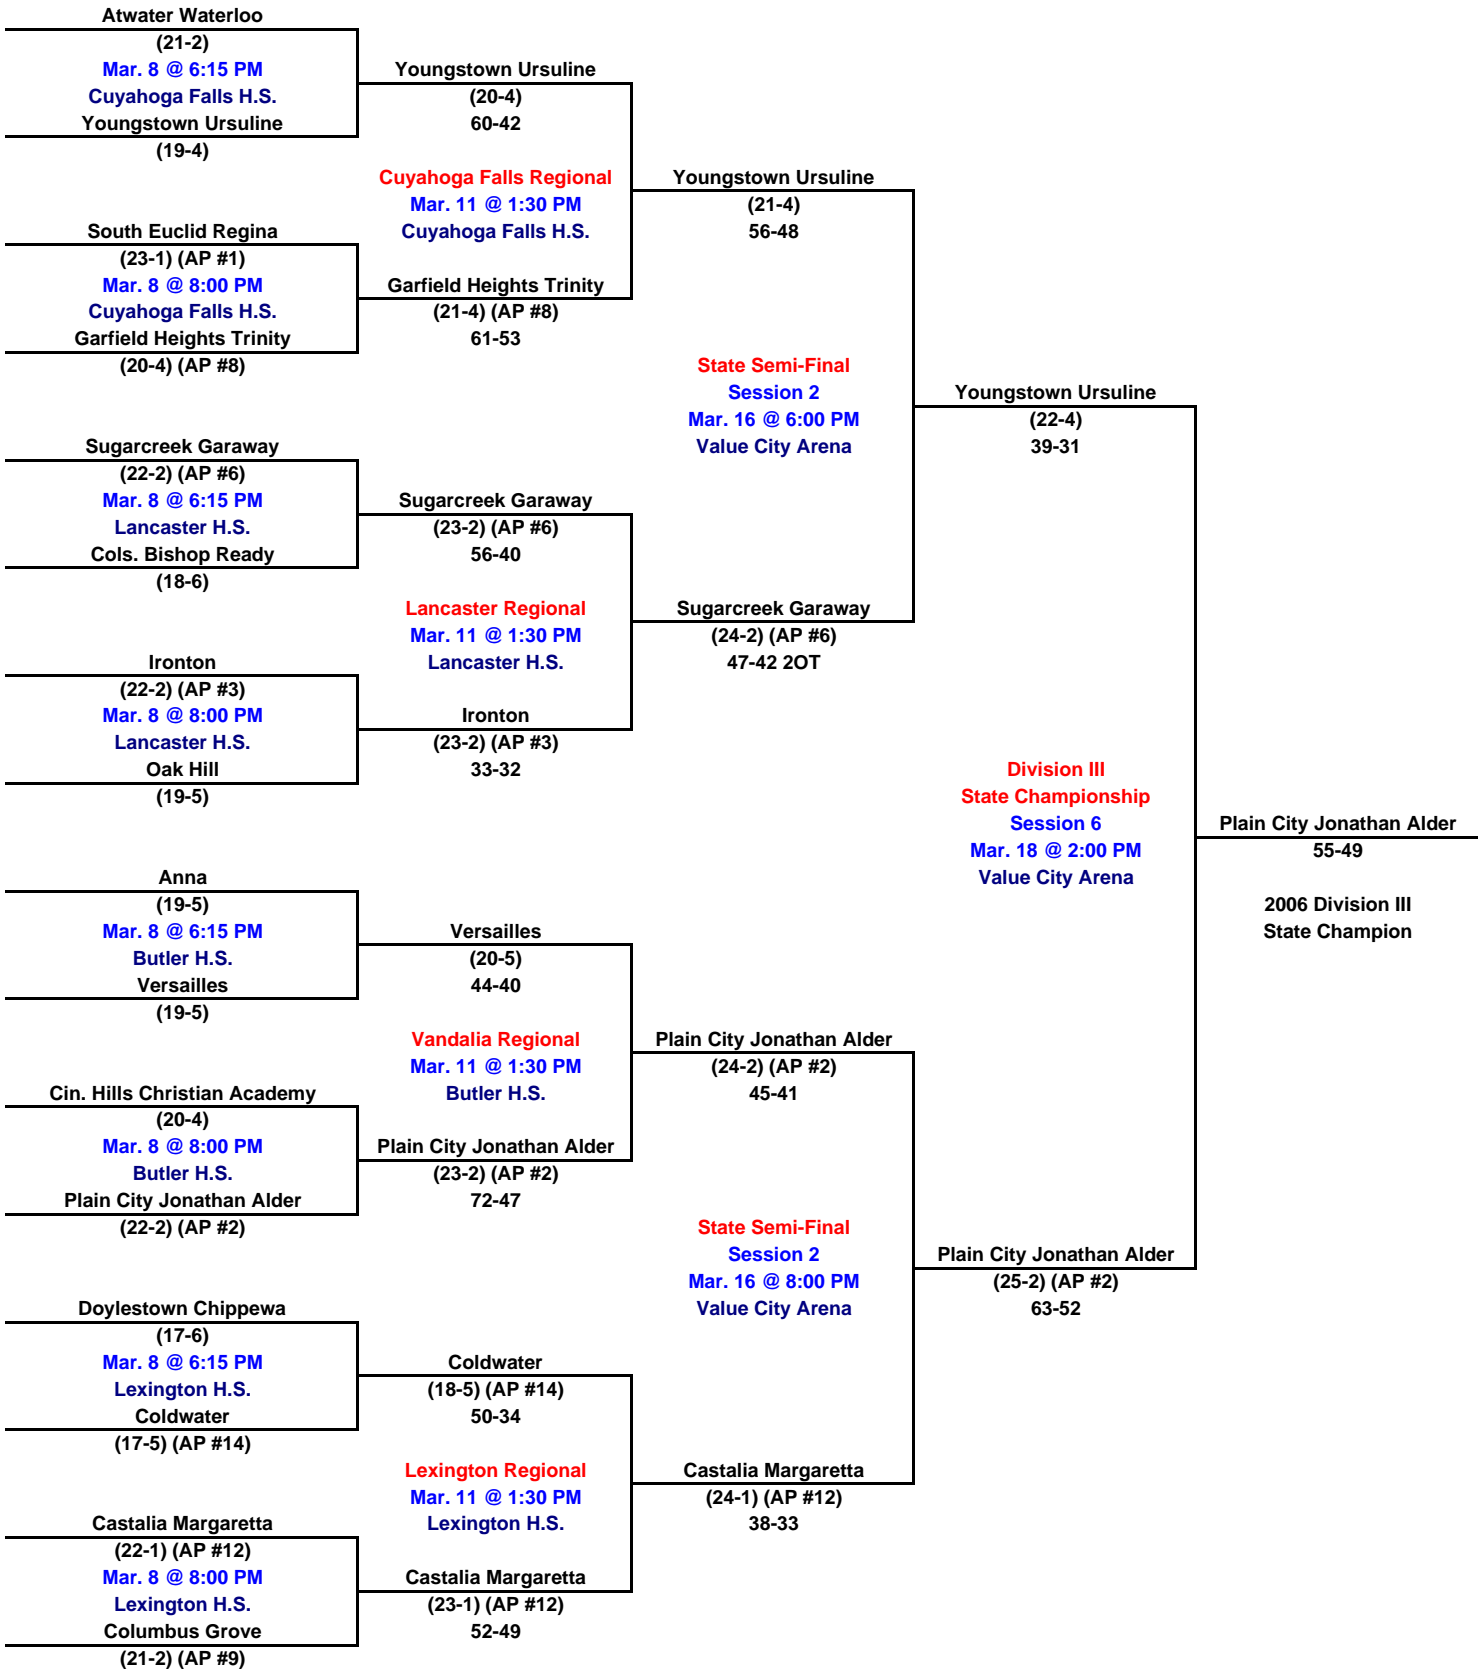 Atwater Waterloo
(21-2)
Mar. 8 @ 6:15 PM
Cuyahoga Falls H.S.
Youngstown Ursuline
(19-4)
South Euclid Regina
(23-1) (AP #1)
Mar. 8 @ 8:00 PM
Cuyahoga Falls H.S.
Garfield Heights Trinity
(20-4) (AP #8)
Sugarcreek Garaway
(22-2) (AP #6)
Mar. 8 @ 6:15 PM
Lancaster H.S.
Cols. Bishop Ready
(18-6)
Ironton
(22-2) (AP #3)
Mar. 8 @ 8:00 PM
Lancaster H.S.
Oak Hill
(19-5)
Anna
(19-5)
Mar. 8 @ 6:15 PM
Butler H.S.
Versailles
(19-5)
Cin. Hills Christian Academy
(20-4)
Mar. 8 @ 8:00 PM
Butler H.S.
Plain City Jonathan Alder
(22-2) (AP #2)
Doylestown Chippewa
(17-6)
Mar. 8 @ 6:15 PM
Lexington H.S.
Coldwater
(17-5) (AP #14)
Castalia Margaretta
(22-1) (AP #12)
Mar. 8 @ 8:00 PM
Lexington H.S.
Columbus Grove
(21-2) (AP #9)
Youngstown Ursuline
(20-4)
60-42
Cuyahoga Falls Regional
Mar. 11 @ 1:30 PM
Cuyahoga Falls H.S.
Garfield Heights Trinity
(21-4) (AP #8)
61-53
Sugarcreek Garaway
(23-2) (AP #6)
56-40
Lancaster Regional
Mar. 11 @ 1:30 PM
Lancaster H.S.
Ironton
(23-2) (AP #3)
33-32
Versailles
(20-5)
44-40
Vandalia Regional
Mar. 11 @ 1:30 PM
Butler H.S.
Plain City Jonathan Alder
(23-2) (AP #2)
72-47
Coldwater
(18-5) (AP #14)
50-34
Lexington Regional
Mar. 11 @ 1:30 PM
Lexington H.S.
Castalia Margaretta
(23-1) (AP #12)
52-49
Youngstown Ursuline
(21-4)
56-48
State Semi-Final
Session 2
Mar. 16 @ 6:00 PM
Value City Arena
Sugarcreek Garaway
(24-2) (AP #6)
47-42 2OT
Plain City Jonathan Alder
(24-2) (AP #2)
45-41
State Semi-Final
Session 2
Mar. 16 @ 8:00 PM
Value City Arena
Castalia Margaretta
(24-1) (AP #12)
38-33
Youngstown Ursuline
(22-4)
39-31
Division III
State Championship
Session 6
Mar. 18 @ 2:00 PM
Value City Arena
Plain City Jonathan Alder
(25-2) (AP #2)
63-52
Plain City Jonathan Alder
55-49
2006 Division III
State Champion